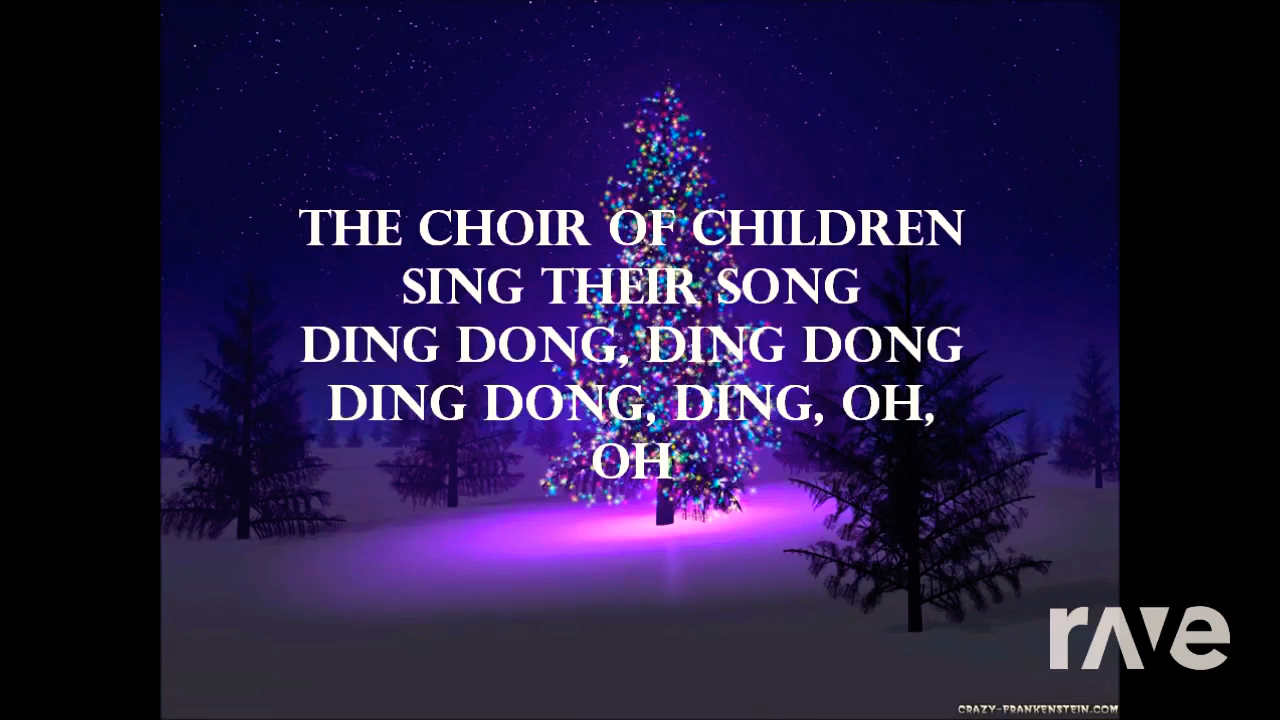 THE CHOIR OF CHILDREN
SING THEIR SONG
DING DONG, DING DONG
DING DONG, DING, OH,
OH
rave
CRAZY-FRANKENSTEIN.COM